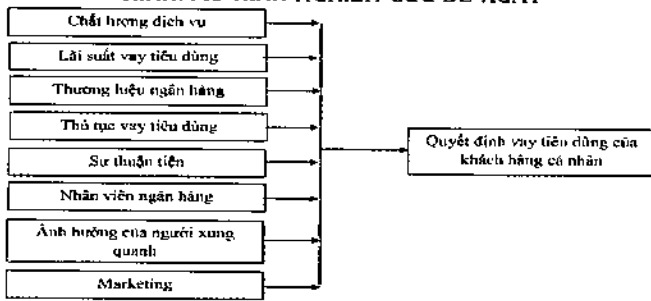 Chất lượng dịch vụ
Lãi suất vay tiêu dùng
Thương hiệu ngân hàng
Thủ tục vay tiêu dùng
Sự thuận tiện
Nhân viên ngân hàng
Ảnh hưởng của người xung
quanh
Marketing
Quyết định vay tiêu dùng của
khách hàng cá nhân